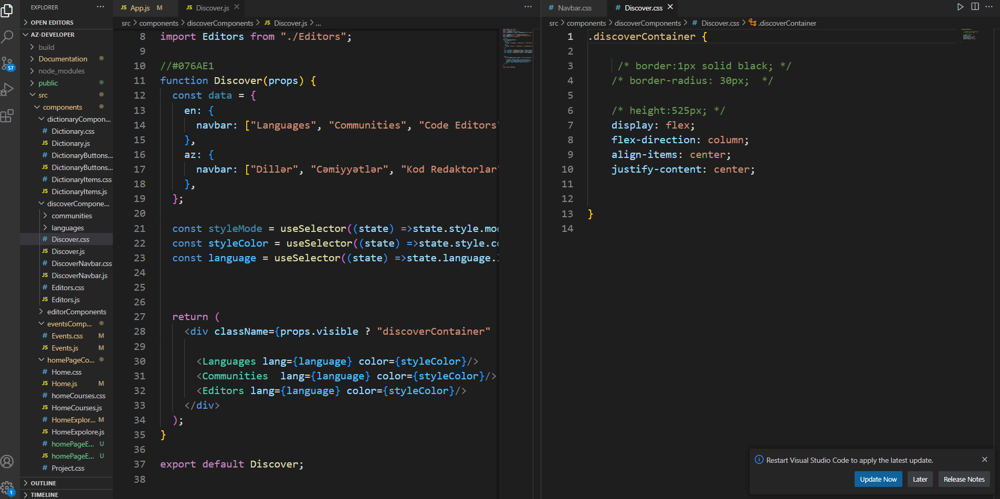 EXPLORER
OPEN EDITORS
AZ-DEVELOPER
build
Documentation
node_modules
public
src
components
dictionaryCompon...
# Dictionary.css
JS Dictionary.js
# DictionaryButtons...
JS DictionaryButtons...
# DictionaryItems.css
JS DictionaryItems.js
discoverCompone...
communities
languages
# Discover.css
JS Discover.js
# DiscoverNavbar.css
JS DiscoverNavbar.js
# Editors.css
JS Editors.js
editorComponents
eventsComp...
# Events.css M
JS Events.js M
homePageCo...
# Home.css
JS Home.js M
# homeCourses.css
JS HomeCourses.js
# HomeExplor... M
JS HomeExpolore.js
# homePageE... U
JS homePageE... U
# Project.css
OUTLINE
TIMELINE
57
1
JS App.js M
JS Discover.js
src > components > discoverComponents > JS Discover.js > ...
8 import Editors from "./Editors";
9
10 //#076AE1
11 function Discover(props) {
12 const data = {
13 en: {
14 navbar: ["Languages", "Communities", "Code Editors"
15 },
16 az: {
17 navbar: ["Dillər", "Cəmiyyətlər", "Kod Redaktorlar"
18 },
19 };
20
21 const styleMode = useSelector((state) =>state.style.mo
22 const styleColor = useSelector((state) =>state.style.c
23 const language = useSelector((state) =>state.language.
24
25
26
27 return (
28 <div className={props.visible ? "discoverContainer"
29
30 <Languages lang={language} color={styleColor}/>
31 <Communities  lang={language} color={styleColor}/>
32 <Editors lang={language} color={styleColor}/>
33 </div>
34 );
35 }
36
37 export default Discover;
38
# Navbar.css
# Discover.css
src > components > discoverComponents > # Discover.css > .discoverContainer
1 .discoverContainer {
2
3 /* border:1px solid black; */
4 /* border-radius: 30px;  */
5
6 /* height:525px; */
7 display: flex;
8 flex-direction: column;
9 align-items: center;
10 justify-content: center;
11
12
13 }
14
Restart Visual Studio Code to apply the latest update.
Update Now
Later
Release Notes